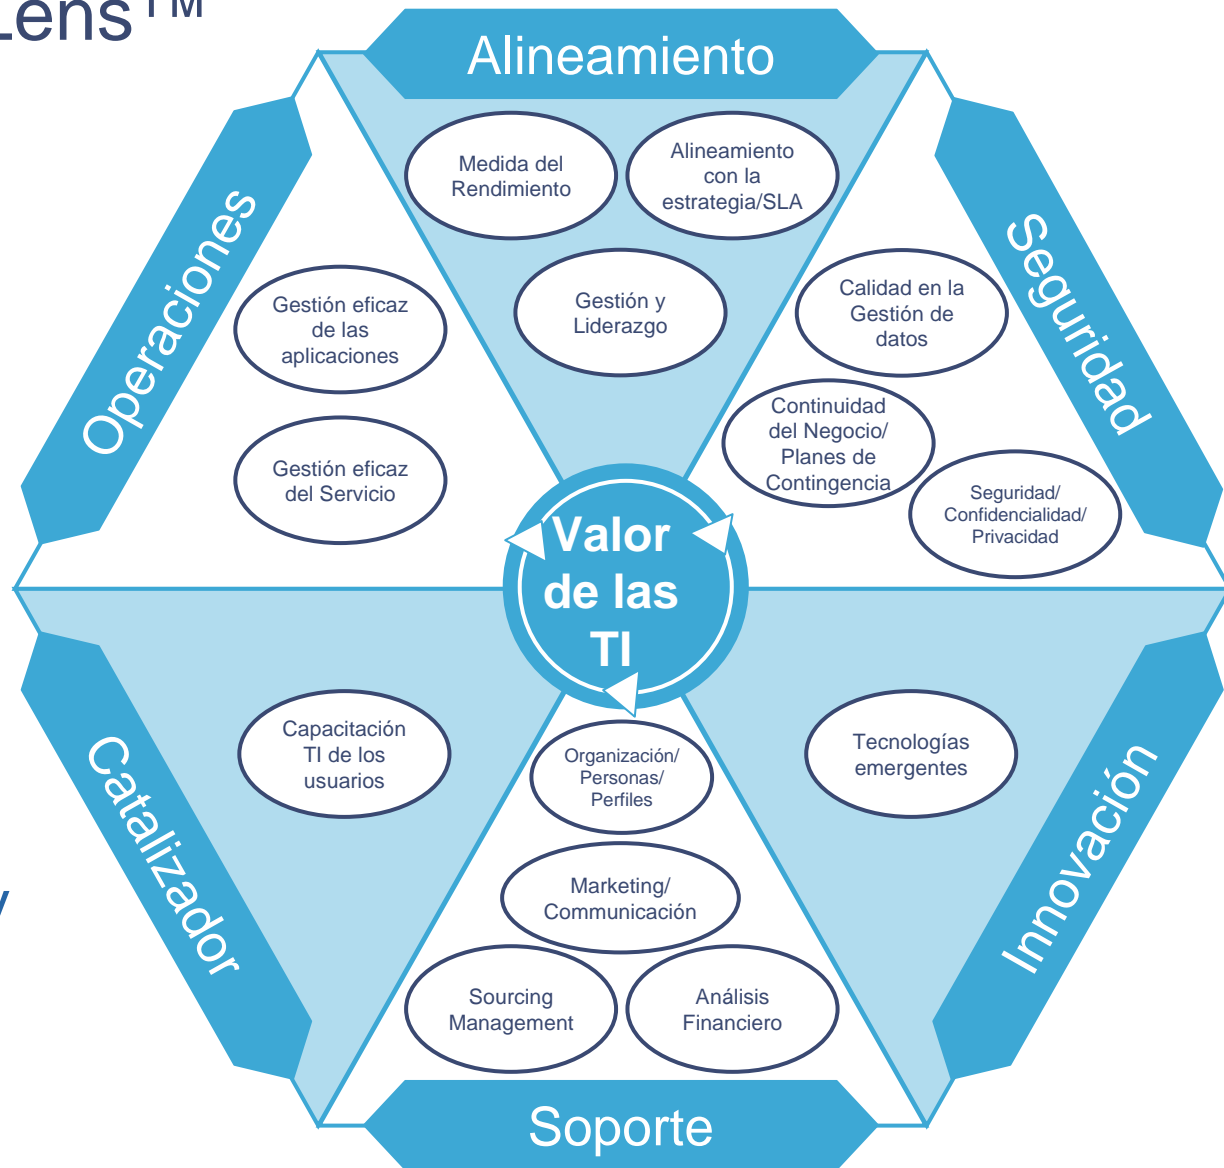 Lens™
Alineamiento
Medida del
Rendimiento
Alineamiento
con la
estrategia/SLA
Gestión y
Liderazgo
Operaciones
Gestión eficaz
de las
aplicaciones
Gestión eficaz
del Servicio
Seguridad
Calidad en la
Gestión de
datos
Continuidad
del Negocio/
Planes de
Contingencia
Seguridad/
Confidencialidad/
Privacidad
Valor
de las
TI
Catalizador
Capacitación
TI de los
usuarios
Organización/
Personas/
Perfiles
Marketing/
Communicación
Sourcing
Management
Análisis
Financiero
Soporte
Tecnologías
emergentes
Innovación
y